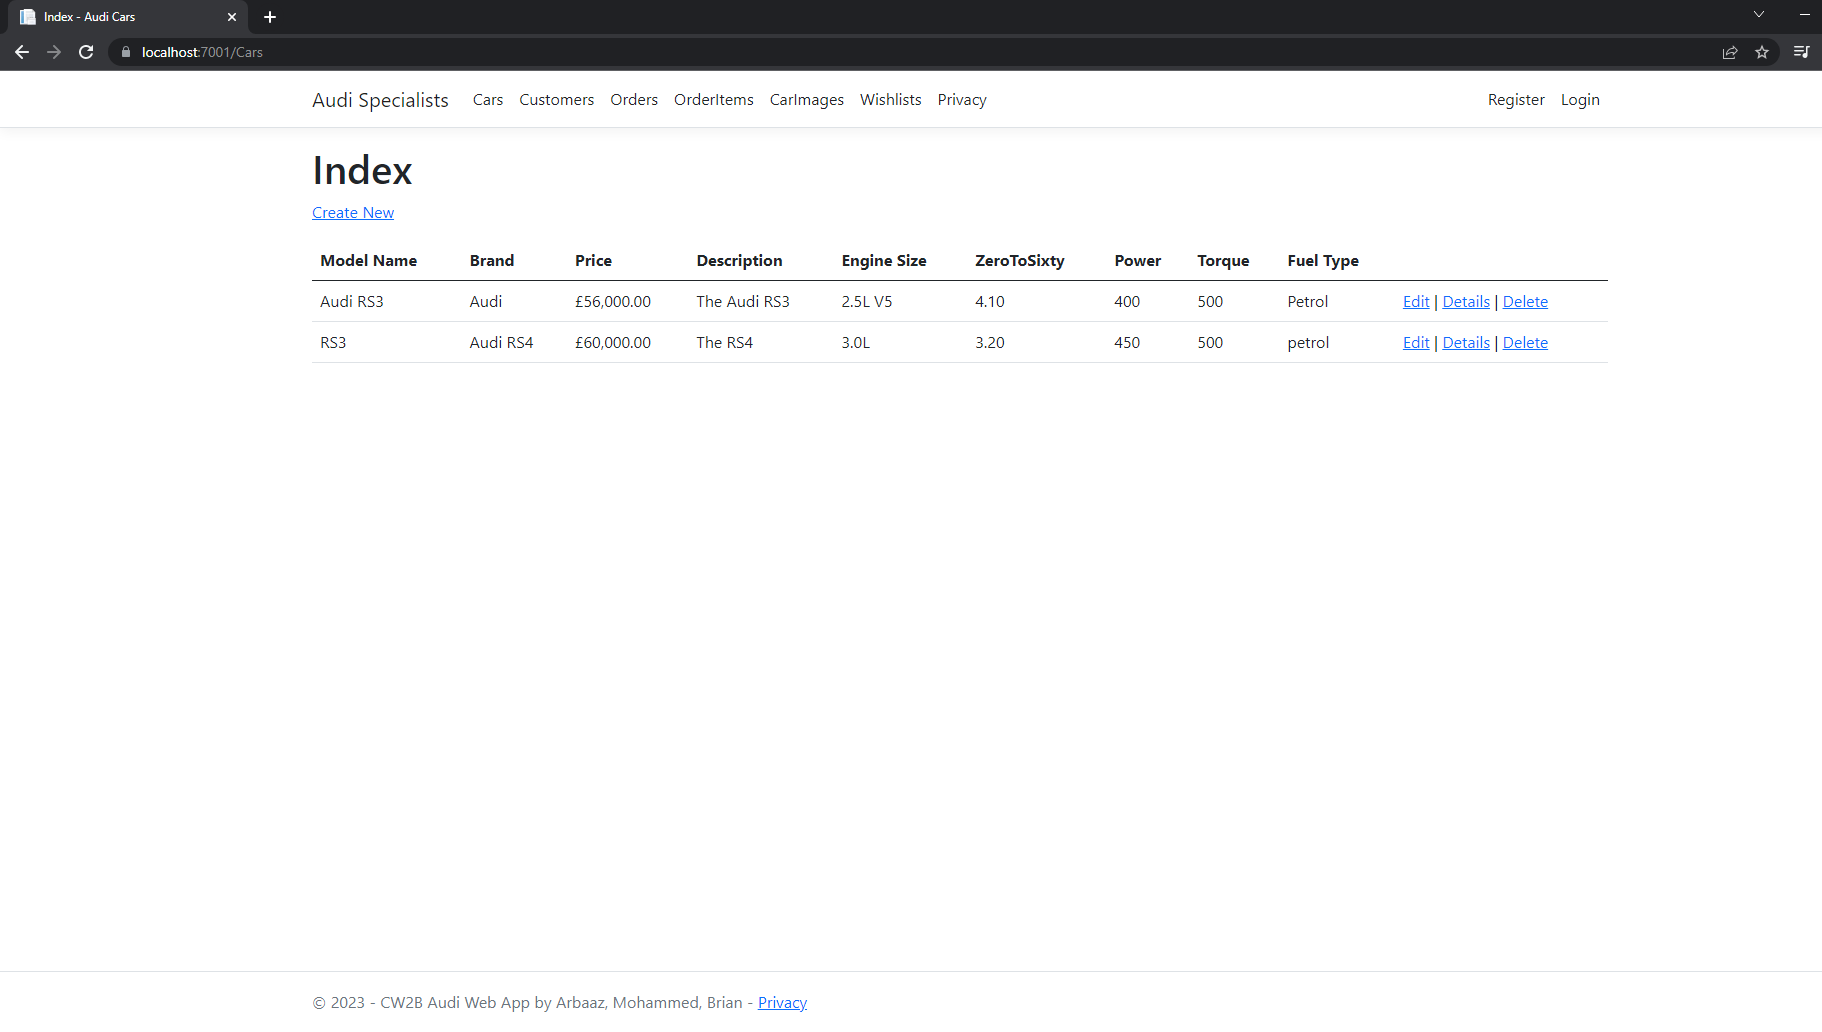 Index - Audi Cars
localhost:7001/Cars
Audi Specialists Cars Customers Orders OrderItems CarImages Wishlists Privacy Register Login
Index
Create New
Model Name Brand Price Description Engine Size ZeroToSixty Power Torque Fuel Type
Audi RS3 Audi £56,000.00 The Audi RS3 2.5L V5 4.10 400 500 Petrol Edit | Details | Delete
RS3 Audi RS4 £60,000.00 The RS4 3.0L 3.20 450 500 petrol Edit | Details | Delete
© 2023 - CW2B Audi Web App by Arbaaz, Mohammed, Brian - Privacy